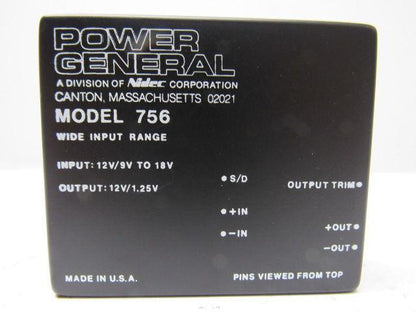 POWER
GENERAL
A DIVISION OF Nidec CORPORATION
CANTON, MASSACHUSETTS 02021
MODEL 756
WIDE INPUT RANGE
INPUT: 12V/9V TO 18V
OUTPUT: 12V/1.25V
• S/D
OUTPUT TRIM •
• +IN
+OUT •
• −IN
−OUT •
MADE IN U.S.A.
PINS VIEWED FROM TOP